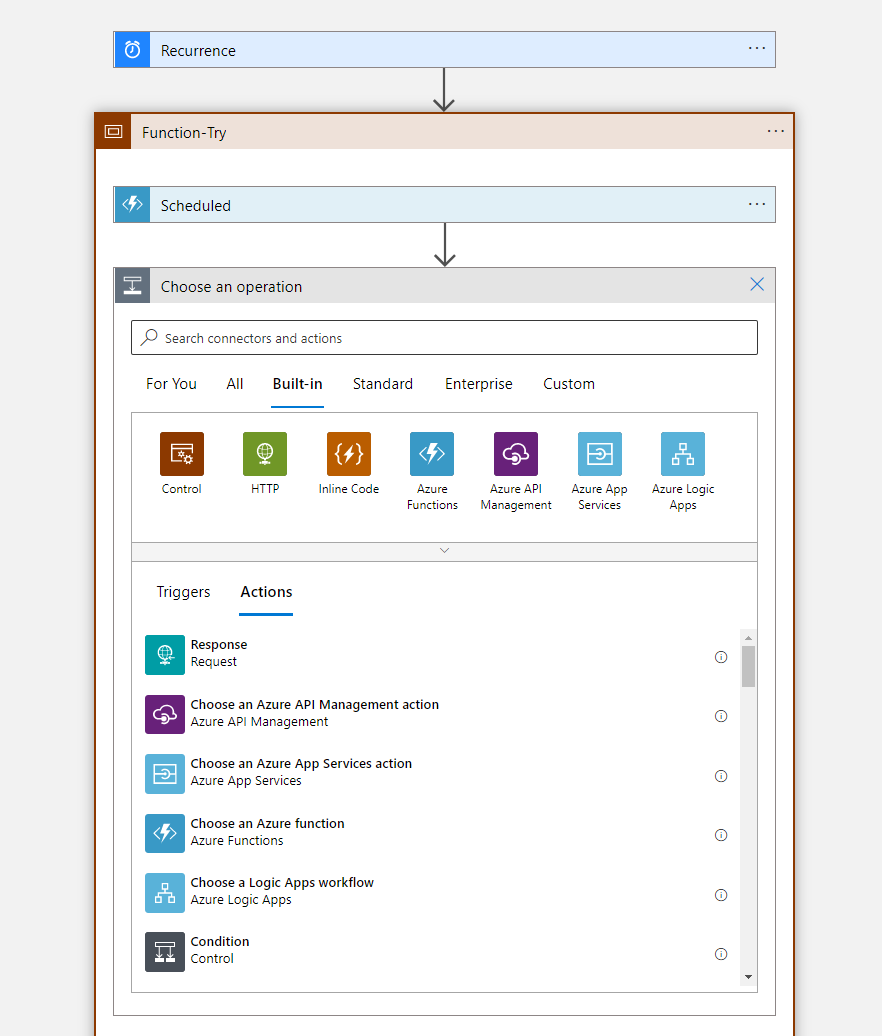 Recurrence
Function-Try
Scheduled
Choose an operation
Search connectors and actions
For You All Built-in Standard Enterprise Custom
Control HTTP Inline Code Azure Azure API Azure App Azure Logic
Functions Management Services Apps
Triggers Actions
Response
Request
Choose an Azure API Management action
Azure API Management
Choose an Azure App Services action
Azure App Services
Choose an Azure function
Azure Functions
Choose a Logic Apps workflow
Azure Logic Apps
Condition
Control